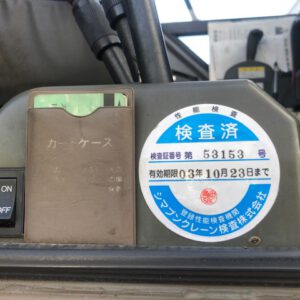 ON
OFF
カードケース
性能検査
検査済
検査証番号 第 53153 号
有効期限 03年10月23日まで
登録性能検査機関
シマブンクレーン検査株式会社